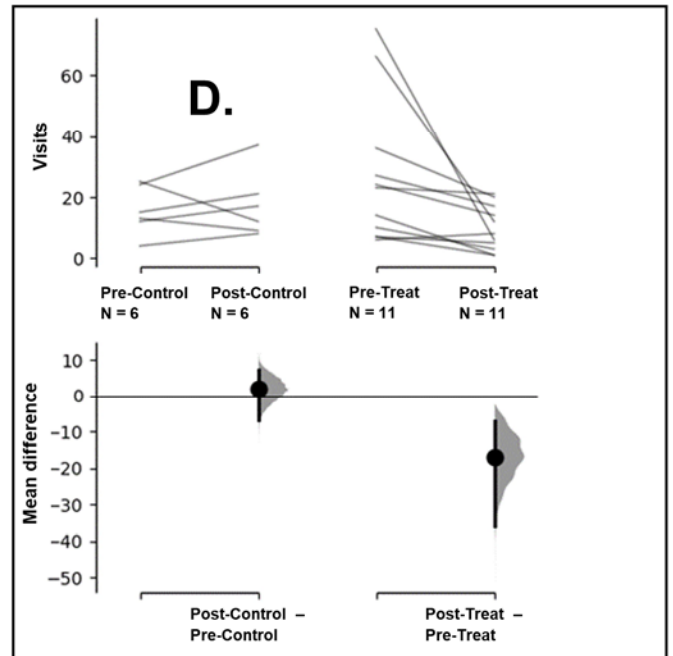 D.
Visits
60
40
20
0
Pre-Control Post-Control Pre-Treat Post-Treat
N = 6 N = 6 N = 11 N = 11
Mean difference
10
0
−10
−20
−30
−40
−50
Post-Control – Post-Treat –
Pre-Control Pre-Treat